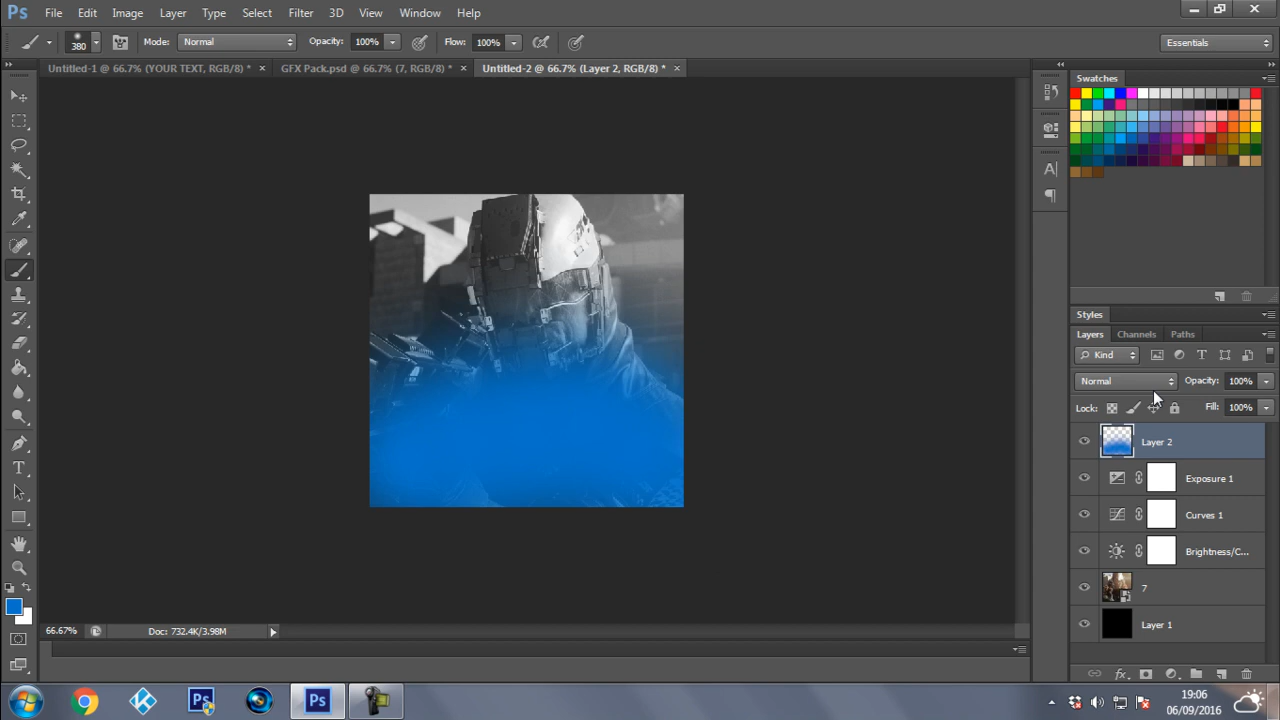 Ps File Edit Image Layer Type Select Filter 3D View Window Help
380 Mode: Normal Opacity: 100% Flow: 100% Essentials
Untitled-1 @ 66.7% (YOUR TEXT, RGB/8) * × GFX Pack.psd @ 66.7% (7, RGB/8) * × Untitled-2 @ 66.7% (Layer 2, RGB/8) * ×
Swatches
Styles
Layers Channels Paths
Kind
Normal Opacity: 100%
Lock: Fill: 100%
Layer 2
Exposure 1
Curves 1
Brightness/C...
7
Layer 1
66.67% Doc: 732.4K/3.98M
Ps Ps
19:06
06/09/2016